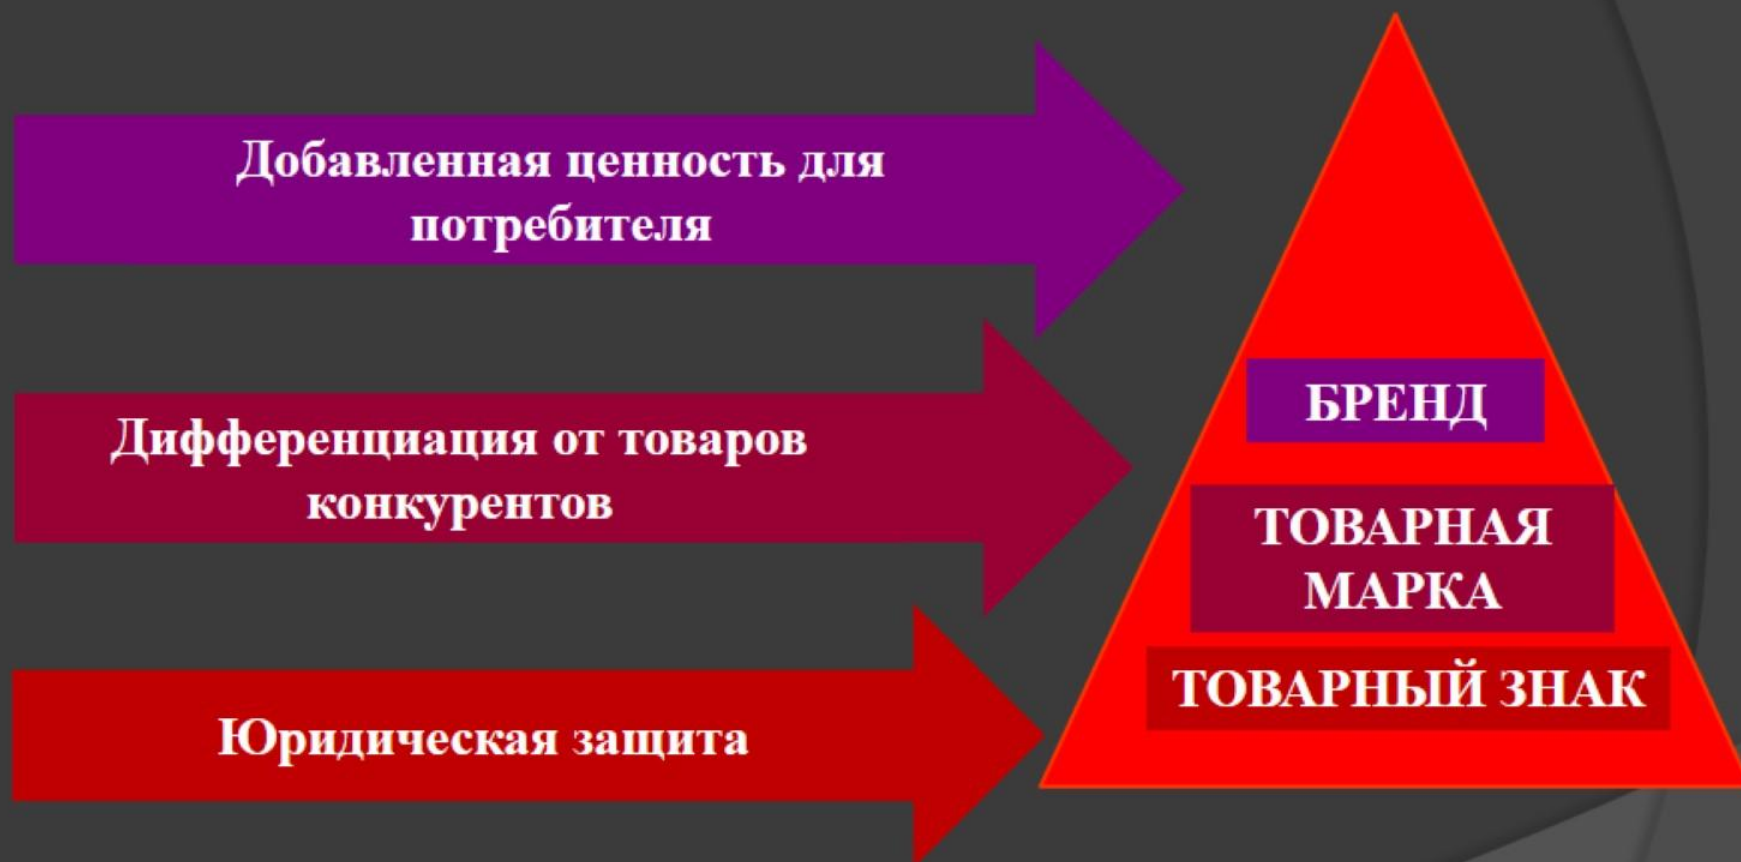 Добавленная ценность для
потребителя
Дифференциация от товаров
конкурентов
Юридическая защита
БРЕНД
ТОВАРНАЯ
МАРКА
ТОВАРНЫЙ ЗНАК